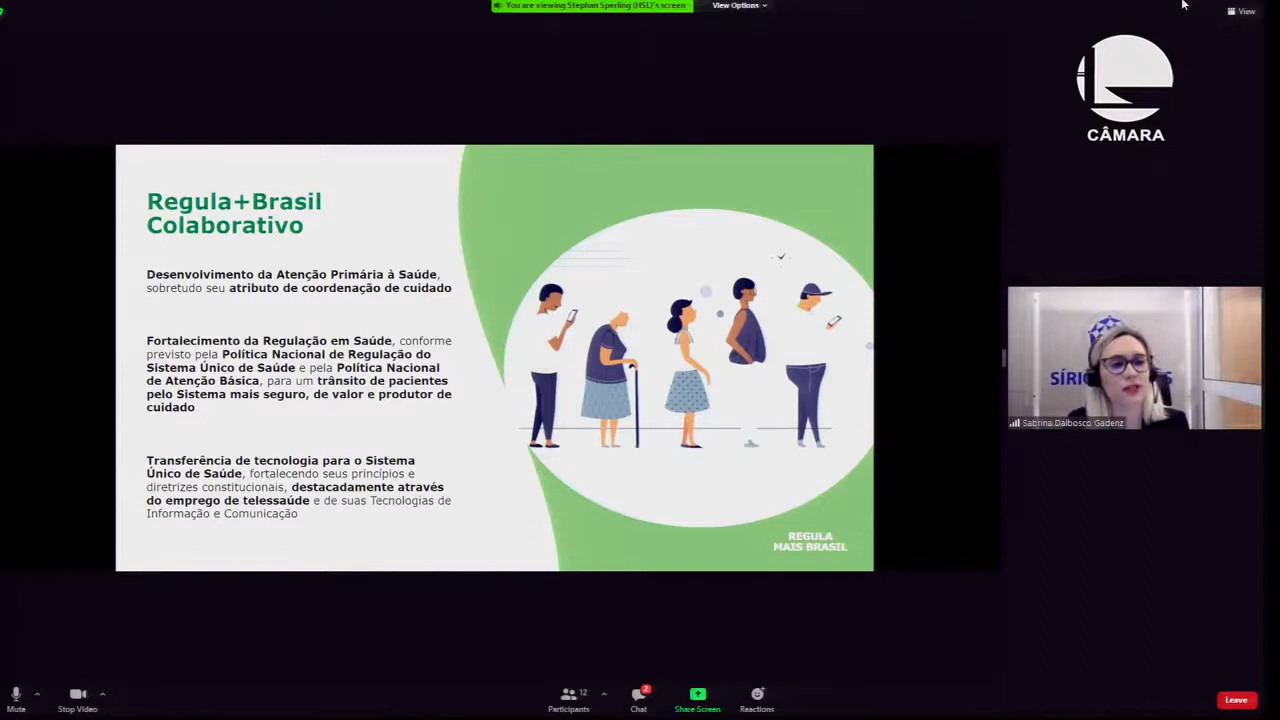 You are viewing Stephan Sperling (HSL)'s screen
View Options
View
CÂMARA
Regula+Brasil
Colaborativo
Desenvolvimento da Atenção Primária à Saúde,
sobretudo seu atributo de coordenação de cuidado
Fortalecimento da Regulação em Saúde, conforme
previsto pela Política Nacional de Regulação do
Sistema Único de Saúde e pela Política Nacional
de Atenção Básica, para um trânsito de pacientes
pelo Sistema mais seguro, de valor e produtor de
cuidado
Transferência de tecnologia para o Sistema
Único de Saúde, fortalecendo seus princípios e
diretrizes constitucionais, destacadamente através
do emprego de telessaúde e de suas Tecnologias de
Informação e Comunicação
REGULA
MAIS BRASIL
Sabrina Dalbosco Gadenz
Mute
Stop Video
Participants
12
Chat
2
Share Screen
Reactions
Leave